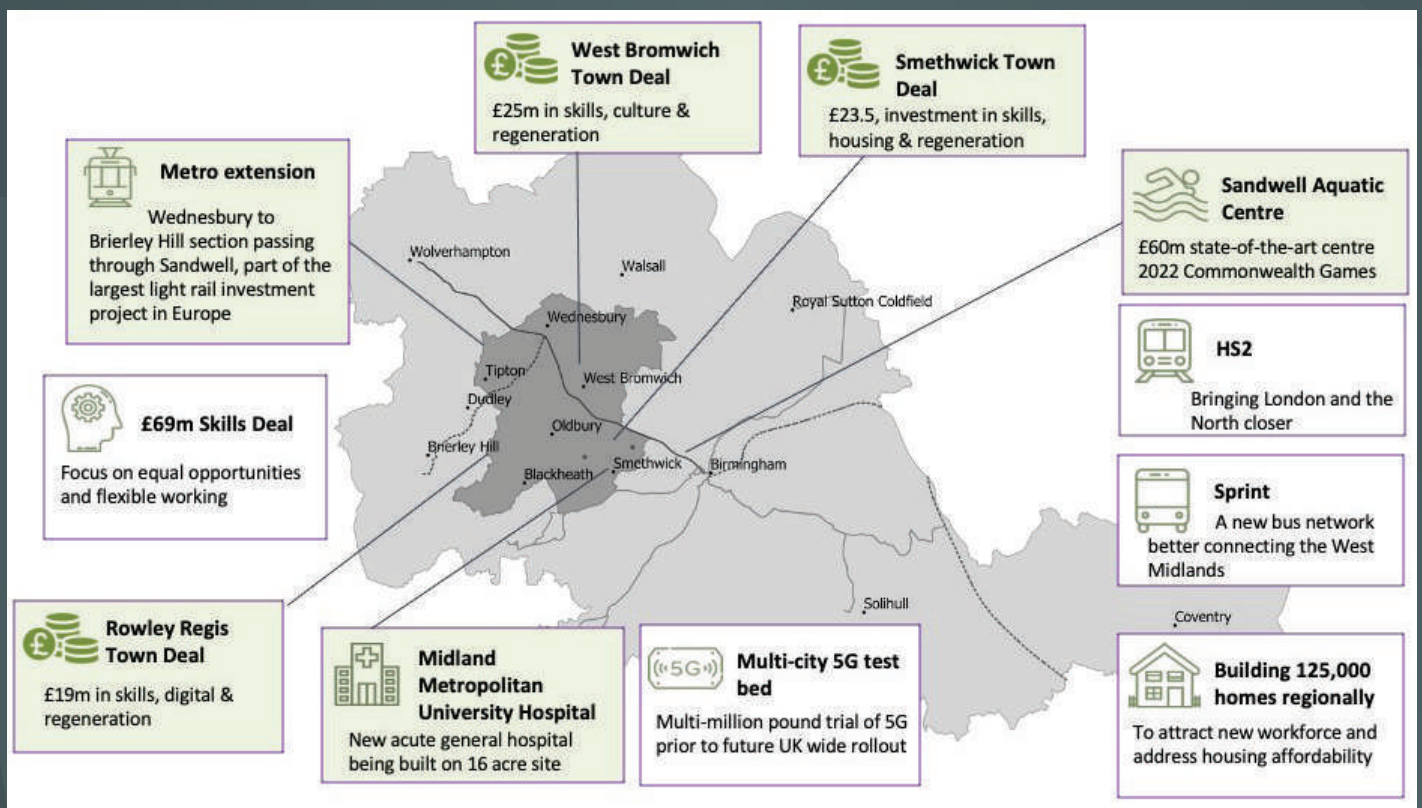 West Bromwich
Town Deal
£25m in skills, culture &
regeneration
Smethwick Town
Deal
£23.5, investment in skills,
housing & regeneration
Metro extension
Wednesbury to
Brierley Hill section passing
through Sandwell, part of the
largest light rail investment
project in Europe
Sandwell Aquatic
Centre
£60m state-of-the-art centre
2022 Commonwealth Games
Wolverhampton
Walsall
Royal Sutton Coldfield
Wednesbury
Tipton
West Bromwich
Dudley
Oldbury
Brierley Hill
Blackheath
Smethwick
Birmingham
Solihull
Coventry
HS2
Bringing London and the
North closer
£69m Skills Deal
Focus on equal opportunities
and flexible working
Sprint
A new bus network
better connecting the West
Midlands
Rowley Regis
Town Deal
£19m in skills, digital &
regeneration
Midland
Metropolitan
University Hospital
New acute general hospital
being built on 16 acre site
5G
Multi-city 5G test
bed
Multi-million pound trial of 5G
prior to future UK wide rollout
Building 125,000
homes regionally
To attract new workforce and
address housing affordability